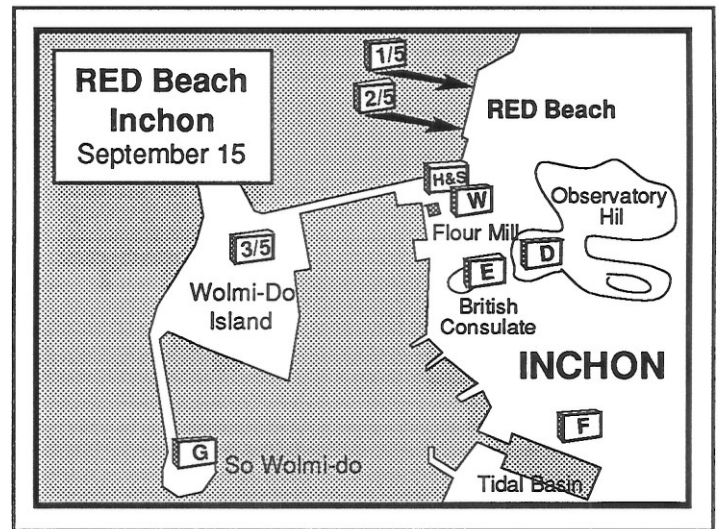 RED Beach
Inchon
September 15
1/5
2/5
RED Beach
H&S
W
Observatory
Hil
Flour Mill
3/5
D
E
Wolmi-Do
Island
British
Consulate
INCHON
F
G
So Wolmi-do
Tidal Basin